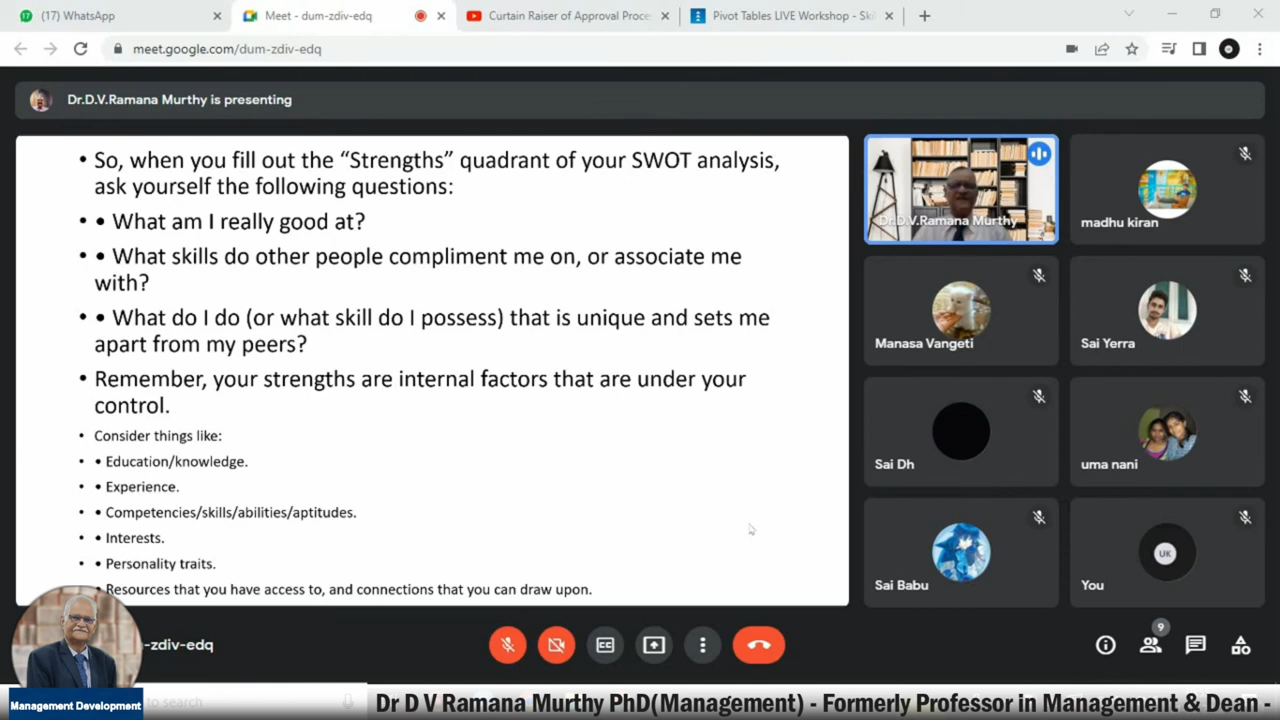 (17) WhatsApp
Meet - dum-zdiv-edq
Curtain Raiser of Approval Proce
Pivot Tables LIVE Workshop - Ski
meet.google.com/dum-zdiv-edq
Dr.D.V.Ramana Murthy is presenting
• So, when you fill out the “Strengths” quadrant of your SWOT analysis,
ask yourself the following questions:
• • What am I really good at?
• • What skills do other people compliment me on, or associate me
with?
• • What do I do (or what skill do I possess) that is unique and sets me
apart from my peers?
• Remember, your strengths are internal factors that are under your
control.
• Consider things like:
• • Education/knowledge.
• • Experience.
• • Competencies/skills/abilities/aptitudes.
• • Interests.
• • Personality traits.
Resources that you have access to, and connections that you can draw upon.
Dr.D.V.Ramana Murthy
madhu kiran
Manasa Vangeti
Sai Yerra
Sai Dh
uma nani
Sai Babu
UK
You
-zdiv-edq
9
Management Development
to search
Dr D V Ramana Murthy PhD(Management) - Formerly Professor in Management & Dean -